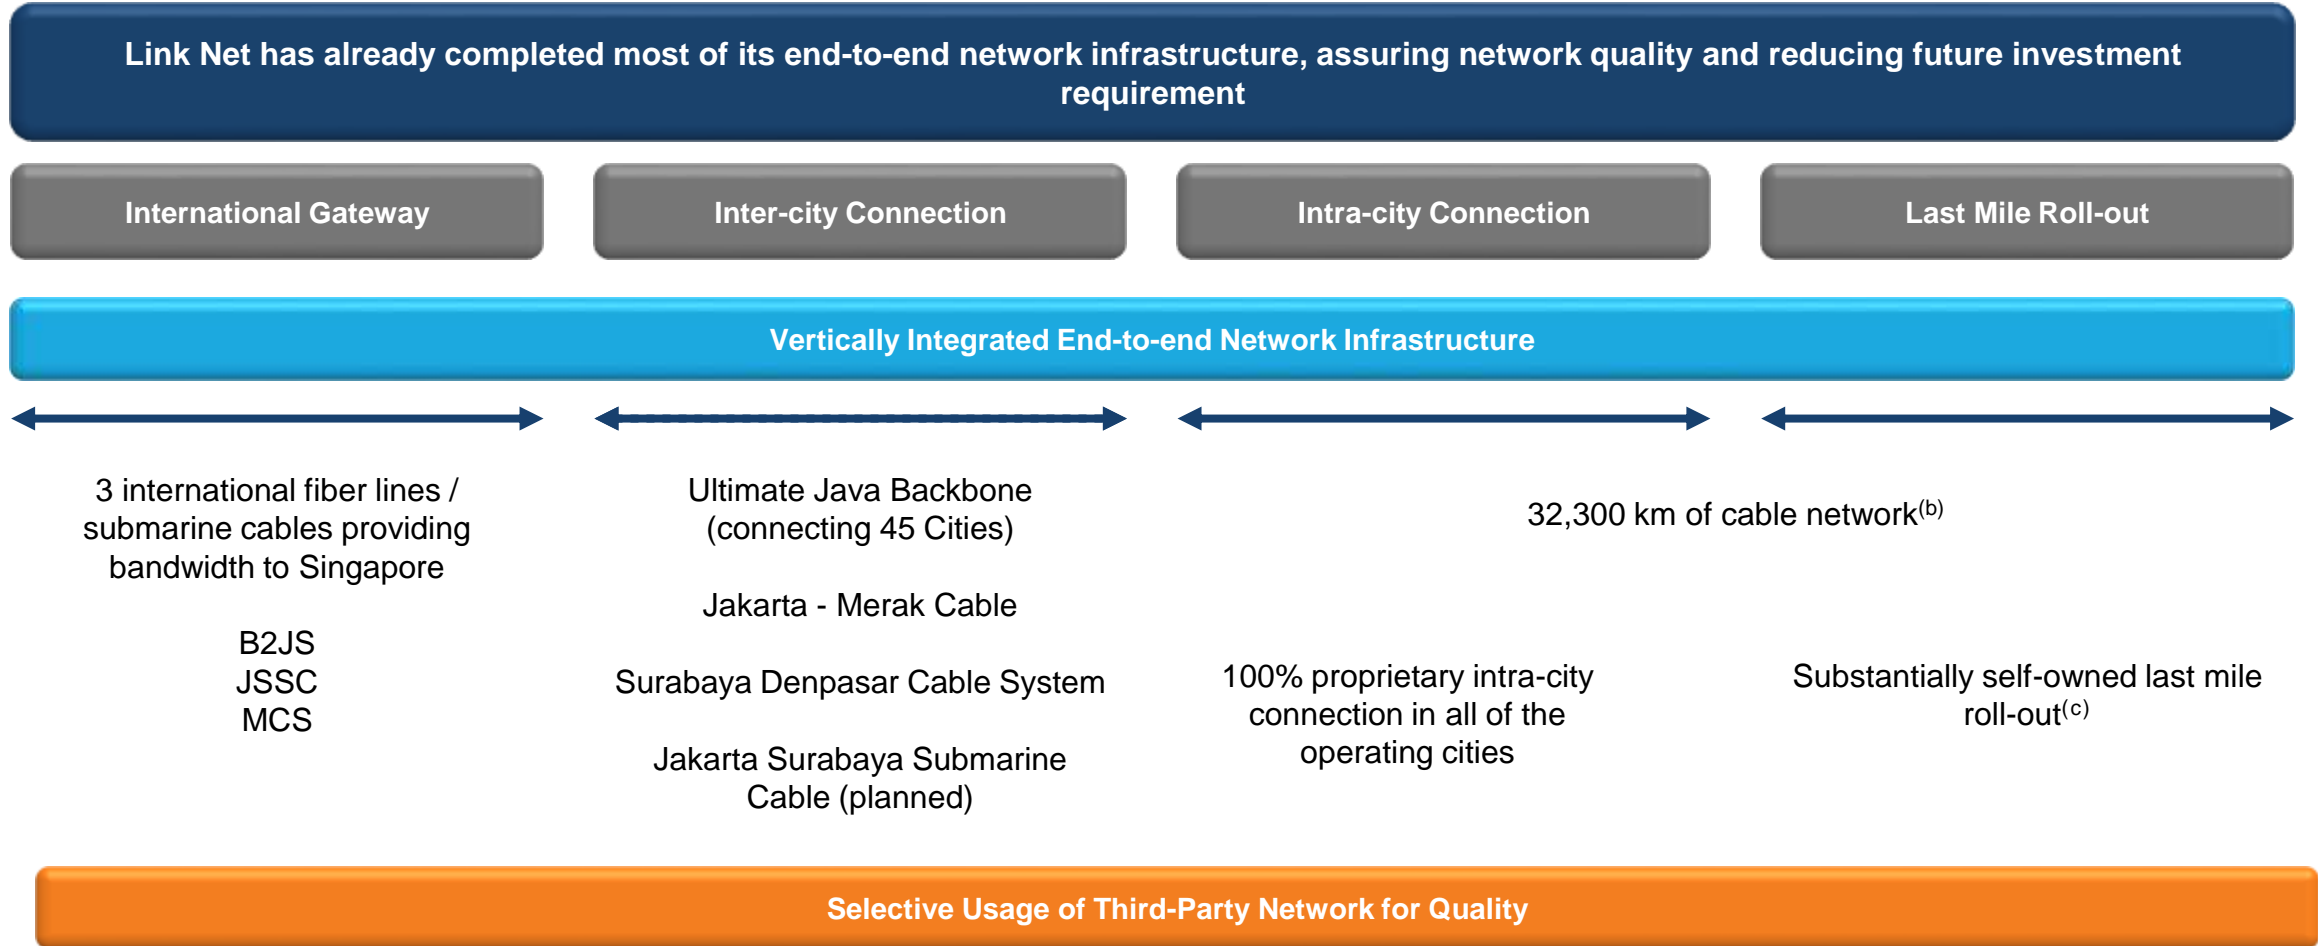 Link Net has already completed most of its end-to-end network infrastructure, assuring network quality and reducing future investment
requirement
International Gateway
Inter-city Connection
Intra-city Connection
Last Mile Roll-out
Vertically Integrated End-to-end Network Infrastructure
3 international fiber lines /
submarine cables providing
bandwidth to Singapore
B2JS
JSSC
MCS
Ultimate Java Backbone
(connecting 45 Cities)
Jakarta - Merak Cable
Surabaya Denpasar Cable System
Jakarta Surabaya Submarine
Cable (planned)
32,300 km of cable network(b)
100% proprietary intra-city
connection in all of the
operating cities
Substantially self-owned last mile
roll-out(c)
Selective Usage of Third-Party Network for Quality